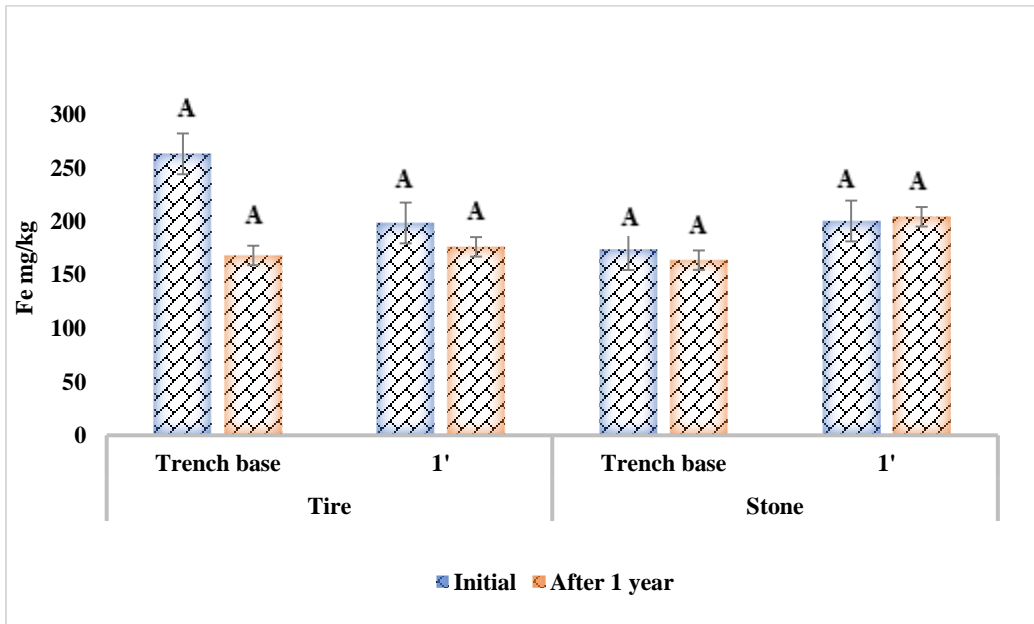 A
300
250
200
150
100
50
0
A
A
A
A
A
A
A
Fe mg/kg
Trench base 1' Trench base 1'
Tire Stone
Initial After 1 year